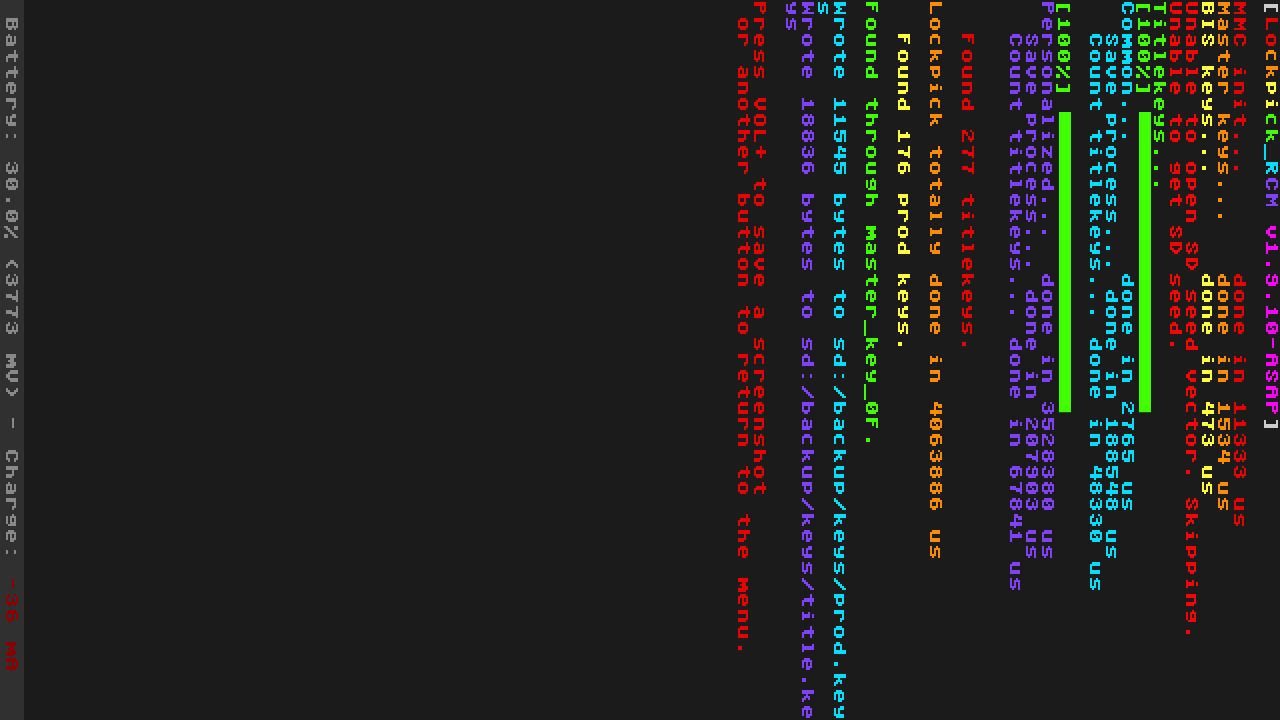 [Lockpick_RCM v1.9.10-ASAP]
MMC init... done in 11333 us
Master keys... done in 1534 us
BIS keys... done in 473 us
Unable to open SD seed vector. Skipping.
Unable to get SD seed.
Titlekeys...
[100%]
Common... done in 2765 us
Save process... done in 18848 us
Count titlekeys... done in 48330 us
[100%]
Personalized... done in 3528380 us
Save process... done in 20793 us
Count titlekeys... done in 67841 us
Found 277 titlekeys.
Lockpick totally done in 4063886 us
Found 176 prod keys.
Found through master_key_0f.
Wrote 11545 bytes to sd:/backup/keys/prod.key
s
Wrote 18836 bytes to sd:/backup/keys/title.ke
ys
Press VOL+ to save a screenshot
or another button to return to the menu.
Battery: 30.0% (3773 mV) - Charge: -36 mA